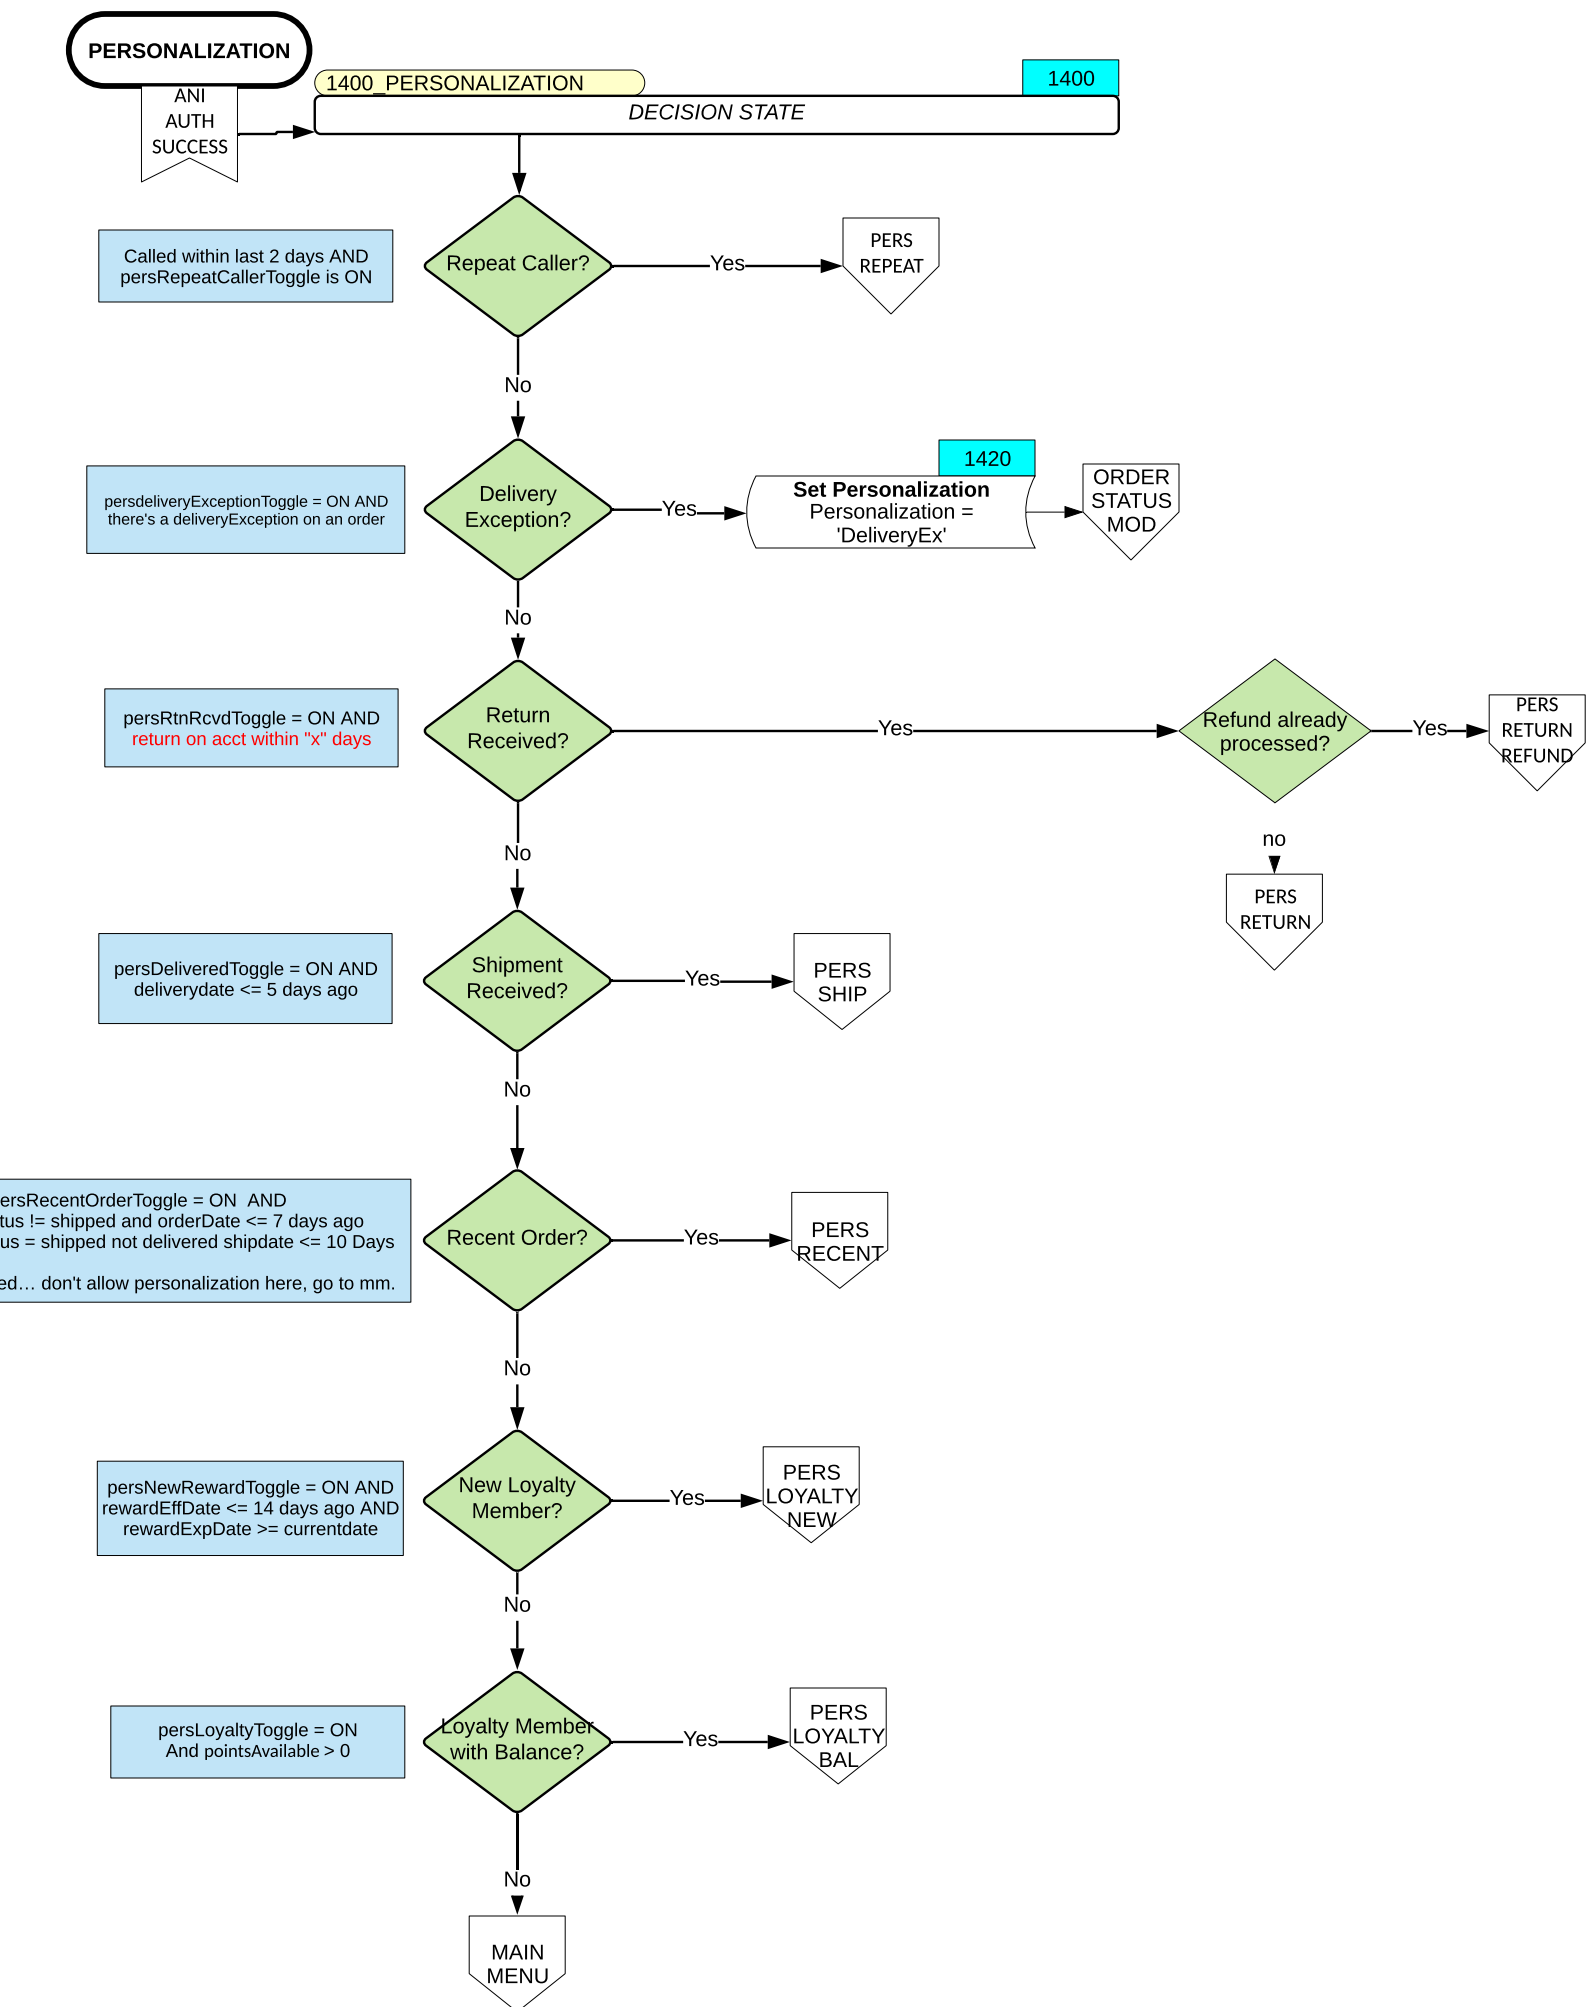 PERSONALIZATION
ANI
AUTH
SUCCESS
1400_PERSONALIZATION
1400
DECISION STATE
Called within last 2 days AND
persRepeatCallerToggle is ON
Repeat Caller?
Yes
PERS
REPEAT
No
persdeliveryExceptionToggle = ON AND
there's a deliveryException on an order
Delivery
Exception?
Yes
1420
Set Personalization
Personalization =
'DeliveryEx'
ORDER
STATUS
MOD
No
persRtnRcvdToggle = ON AND
return on acct within "x" days
Return
Received?
Yes
Refund already
processed?
Yes
PERS
RETURN
REFUND
no
PERS
RETURN
No
persDeliveredToggle = ON AND
deliverydate <= 5 days ago
Shipment
Received?
Yes
PERS
SHIP
No
ersRecentOrderToggle = ON  AND
tus != shipped and orderDate <= 7 days ago
us = shipped not delivered shipdate <= 10 Days
ed… don't allow personalization here, go to mm.
Recent Order?
Yes
PERS
RECENT
No
persNewRewardToggle = ON AND
rewardEffDate <= 14 days ago AND
rewardExpDate >= currentdate
New Loyalty
Member?
Yes
PERS
LOYALTY
NEW
No
persLoyaltyToggle = ON
And pointsAvailable > 0
Loyalty Member
with Balance?
Yes
PERS
LOYALTY
BAL
No
MAIN
MENU